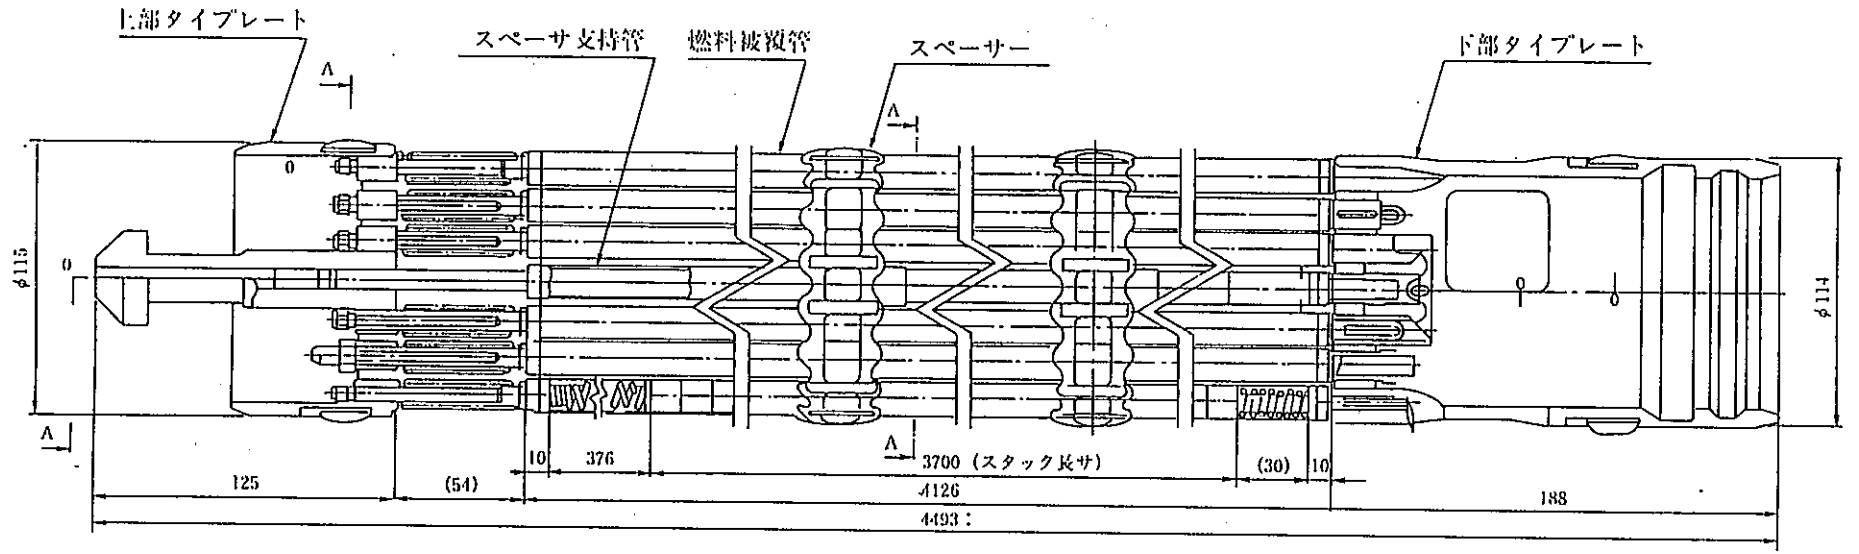 上部タイプレート
スペーサ支持管
燃料被覆管
スペーサー
下部タイプレート
A
A
φ115
0
0
0
0
φ114
A
A
10
376
3700 (スタック長サ)
(30)
10
125
(54)
4126
188
4493